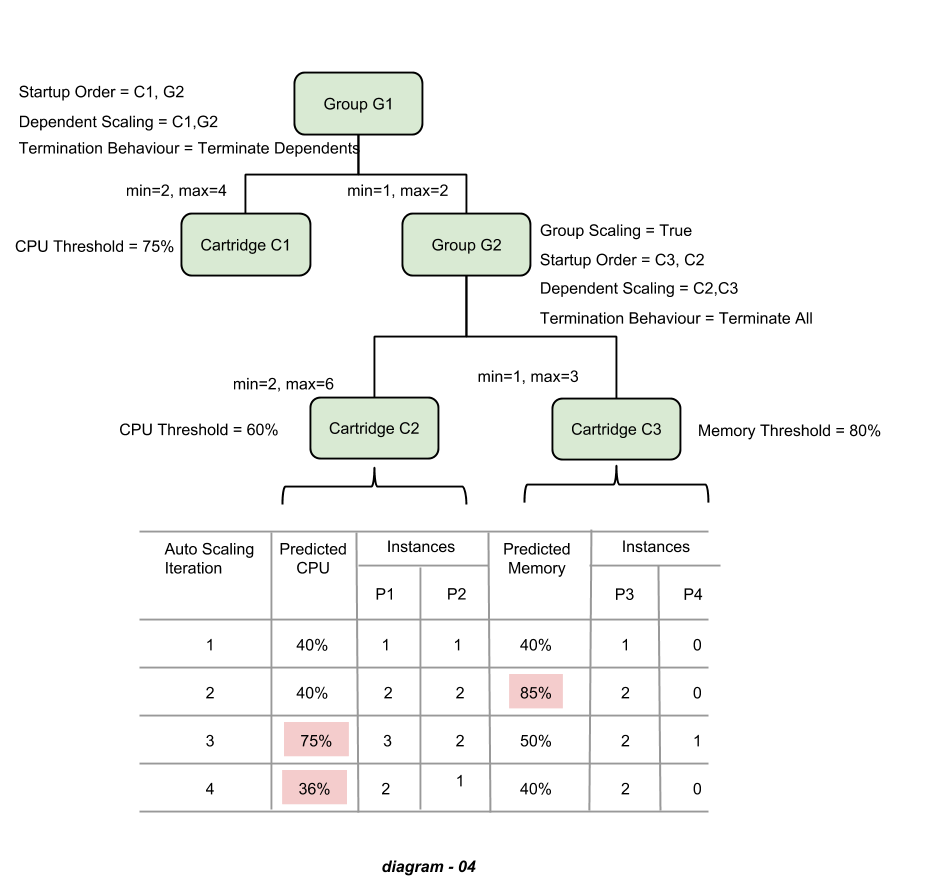 Startup Order = C1, G2
Group G1
Dependent Scaling = C1,G2
Termination Behaviour = Terminate Dependents
min=2, max=4
min=1, max=2
CPU Threshold = 75%
Cartridge C1
Group G2
Group Scaling = True
Startup Order = C3, C2
Dependent Scaling = C2,C3
Termination Behaviour = Terminate All
min=2, max=6
min=1, max=3
CPU Threshold = 60%
Cartridge C2
Cartridge C3
Memory Threshold = 80%
Auto Scaling
Iteration
Predicted
CPU
Instances
P1 P2
Predicted
Memory
Instances
P3 P4
1 40% 1 1 40% 1 0
2 40% 2 2 85% 2 0
3 75% 3 2 50% 2 1
4 36% 2 1 40% 2 0
diagram - 04